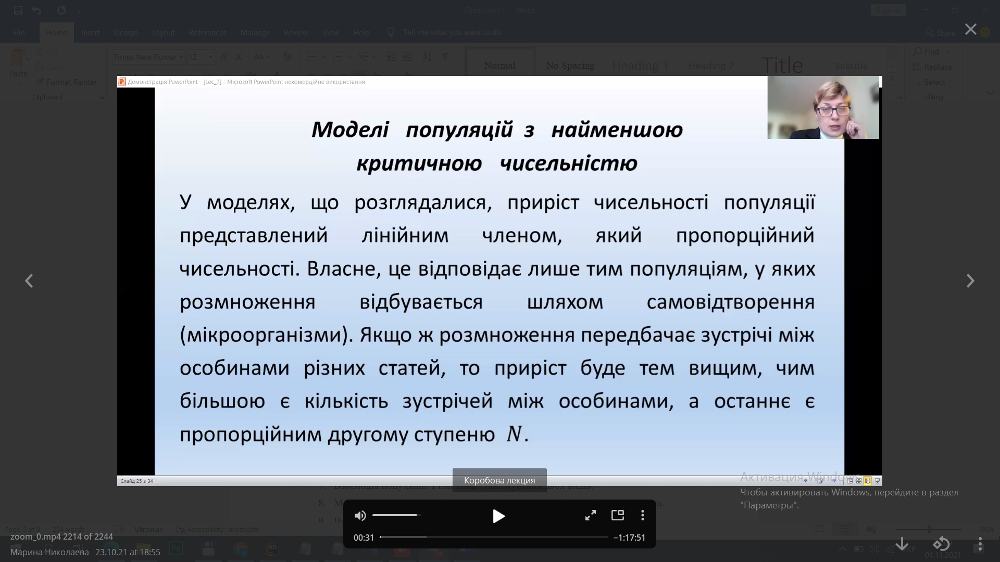 Document1 - Word
Sign in
File Home Insert Design Layout References Mailings Review View Help Tell me what you want to do
Share
Cut
Copy
Paste
Format Painter
Clipboard
Times New Roman 12
Normal No Spacing Heading 1 Heading 2 Title Subtitle
Find
Replace
Select
Editing
Демонстрація PowerPoint - [Lec_7] - Microsoft PowerPoint некомерційне використання
Моделі популяцій з найменшою
критичною чисельністю
У моделях, що розглядалися, приріст чисельності популяції
представлений лінійним членом, який пропорційний
чисельності. Власне, це відповідає лише тим популяціям, у яких
розмноження відбувається шляхом самовідтворення
(мікроорганізми). Якщо ж розмноження передбачає зустрічі між
особинами різних статей, то приріст буде тем вищим, чим
більшою є кількість зустрічей між особинами, а останнє є
пропорційним другому ступеню N.
Слайд 25 з 34
Коробова лекция
Активация Windows
Чтобы активировать Windows, перейдите в раздел
"Параметры".
00:31 −1:17:51
Page 9 of 9 254 words Ukrainian Accessibility: Investigate
100%
zoom_0.mp4 2214 of 2244
Марина Николаева 23.10.21 at 18:55
01.11.2021